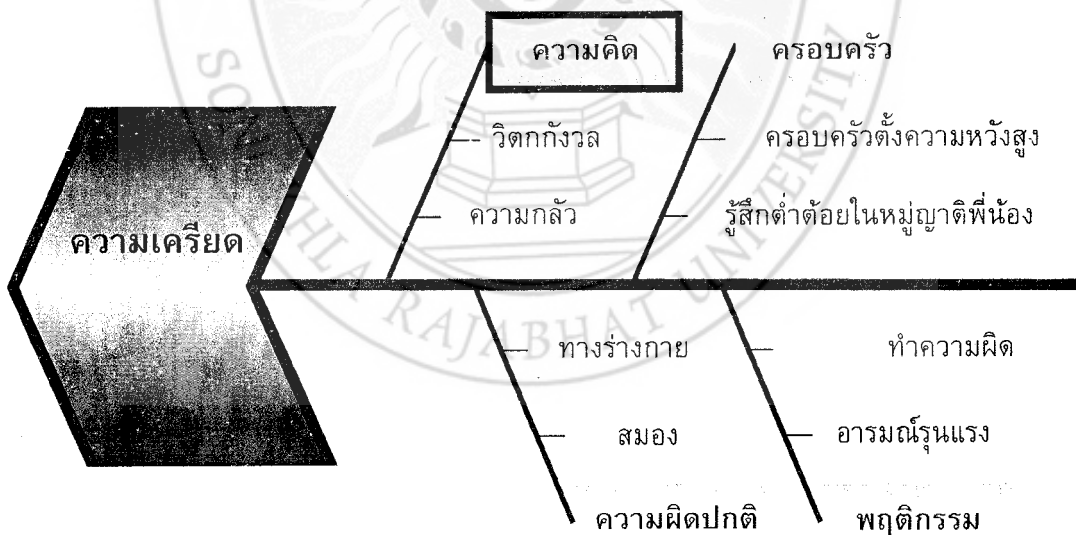 ความคิด
ครอบครัว
วิตกกังวล
ครอบครัวตั้งความหวังสูง
ความกลัว
รู้สึกต่ำต้อยในหมู่ญาติพี่น้อง
ความเครียด
ทางร่างกาย
ทำความผิด
สมอง
อารมณ์รุนแรง
ความผิดปกติ
พฤติกรรม
SONGKHLA RAJABHAT UNIVERSITY